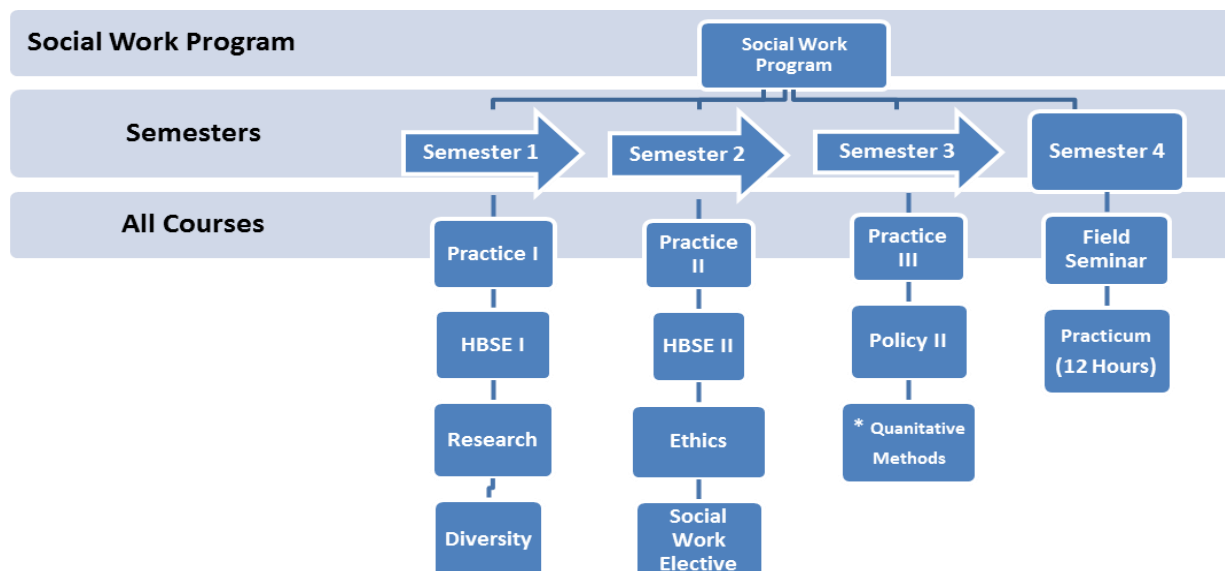 Social Work Program
Social Work
Program
Semesters
Semester 1
Semester 2
Semester 3
Semester 4
All Courses
Practice I
Practice
II
Practice
III
Field
Seminar
HBSE I
HBSE II
Policy II
Practicum
(12 Hours)
Research
Ethics
* Quanitative
Methods
Diversity
Social
Work
Elective